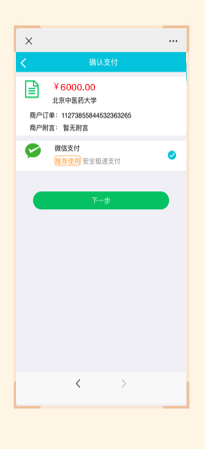 确认支付
￥6000.00
北京中医药大学
商户订单：11273855844532363265
商户附言：暂无附言
微信支付
推荐使用 安全极速支付
下一步